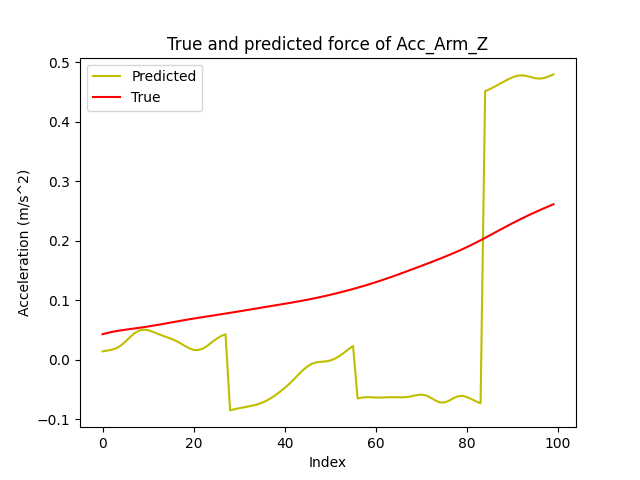 True and predicted force of Acc_Arm_Z
Predicted
True
Acceleration (m/s^2)
0.5
0.4
0.3
0.2
0.1
0.0
−0.1
0
20
40
60
80
100
Index